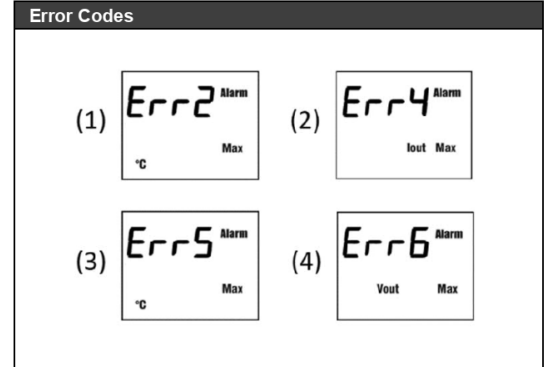 Error Codes
(1) Err2 Alarm
Max
°C
(2) Err4 Alarm
Iout Max
(3) Err5 Alarm
Max
°C
(4) Err6 Alarm
Vout Max